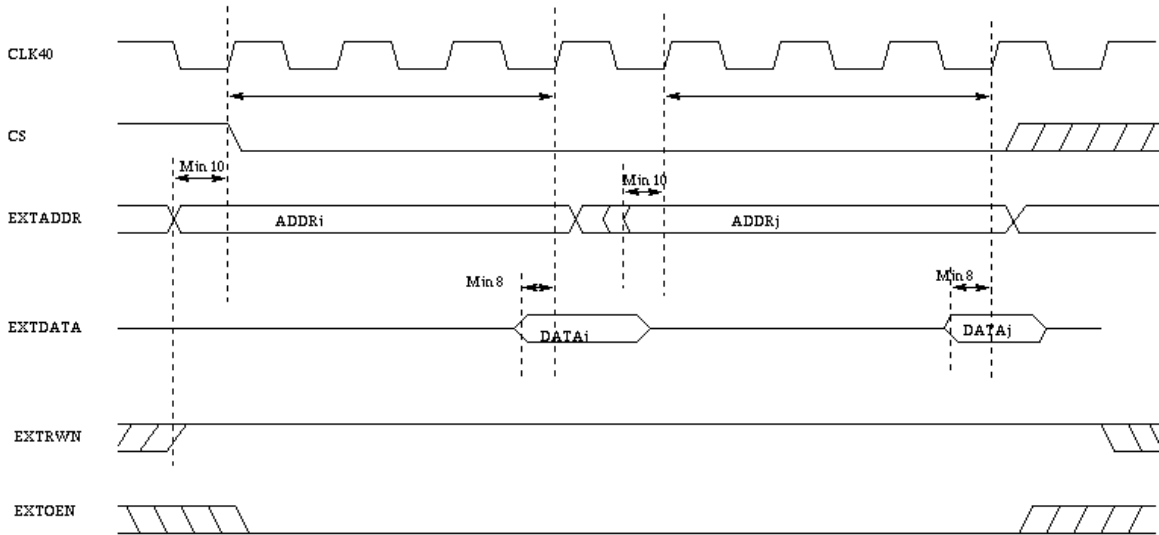 CLK40
CS
Min 10
Min 10
EXTADDR
ADDRi
ADDRj
Min 8
Min 8
EXTDATA
DATAi
DATAj
EXTRWN
EXTOEN